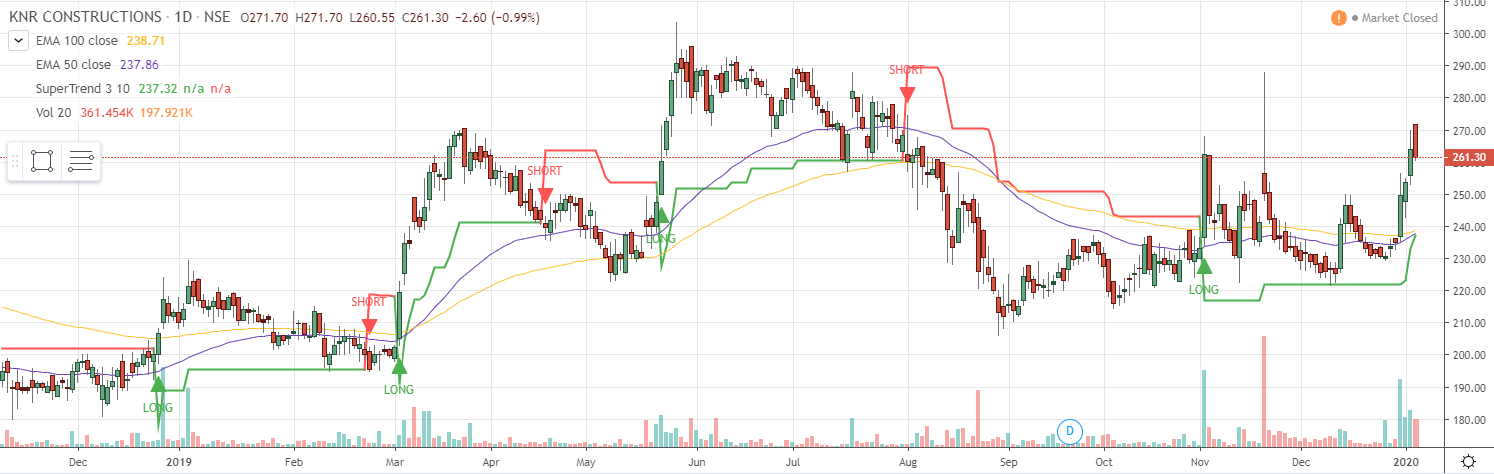 KNR CONSTRUCTIONS · 1D · NSE O271.70 H271.70 L260.55 C261.30 −2.60 (−0.99%)
! Market Closed
EMA 100 close 238.71
EMA 50 close 237.86
SuperTrend 3 10 237.32 n/a n/a
Vol 20 361.454K 197.921K
310.00
300.00
290.00
280.00
270.00
261.30
260.00
250.00
240.00
230.00
220.00
210.00
200.00
190.00
180.00
LONG
SHORT
LONG
SHORT
LONG
SHORT
LONG
D
Dec 2019 Feb Mar Apr May Jun Jul Aug Sep Oct Nov Dec 2020